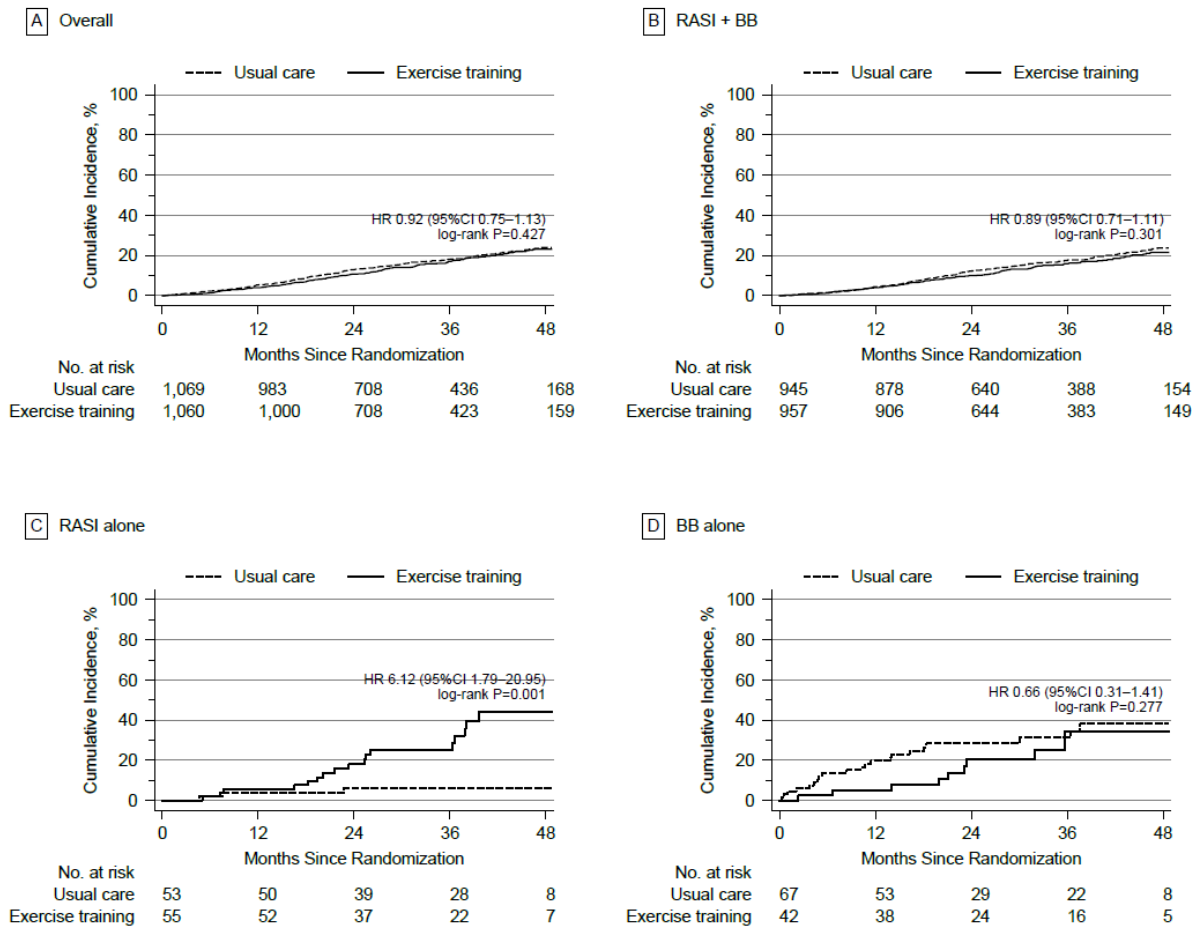 A Overall
Usual care Exercise training
Cumulative Incidence, %
100
80
60
40
20
0
HR 0.92 (95%CI 0.75–1.13)
log-rank P=0.427
0 12 24 36 48
Months Since Randomization
No. at risk
Usual care 1,069 983 708 436 168
Exercise training 1,060 1,000 708 423 159
B RASI + BB
Usual care Exercise training
Cumulative Incidence, %
100
80
60
40
20
0
HR 0.89 (95%CI 0.71–1.11)
log-rank P=0.301
0 12 24 36 48
Months Since Randomization
No. at risk
Usual care 945 878 640 388 154
Exercise training 957 906 644 383 149
C RASI alone
Usual care Exercise training
Cumulative Incidence, %
100
80
60
40
20
0
HR 6.12 (95%CI 1.79–20.95)
log-rank P=0.001
0 12 24 36 48
Months Since Randomization
No. at risk
Usual care 53 50 39 28 8
Exercise training 55 52 37 22 7
D BB alone
Usual care Exercise training
Cumulative Incidence, %
100
80
60
40
20
0
HR 0.66 (95%CI 0.31–1.41)
log-rank P=0.277
0 12 24 36 48
Months Since Randomization
No. at risk
Usual care 67 53 29 22 8
Exercise training 42 38 24 16 5